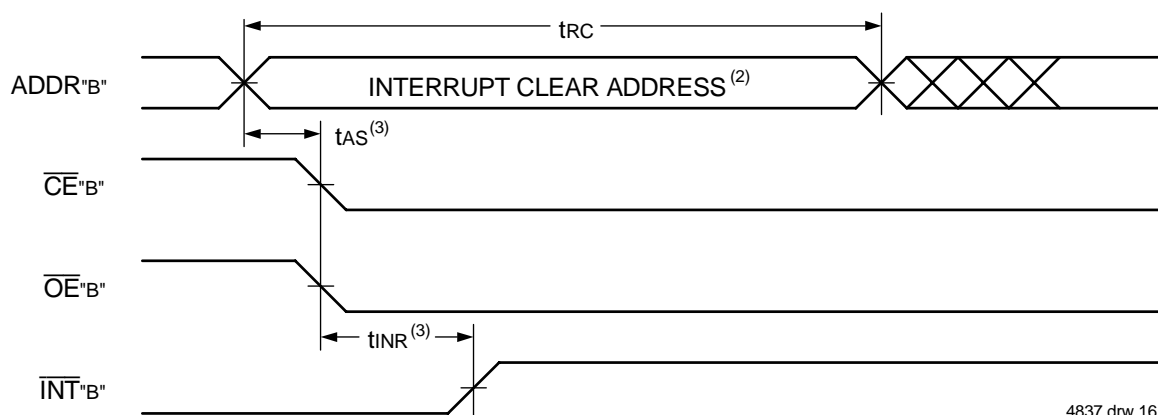 tRC
ADDR"B"
INTERRUPT CLEAR ADDRESS(2)
tAS(3)
CE"B"
OE"B"
tINR(3)
INT"B"
4837 drw 16